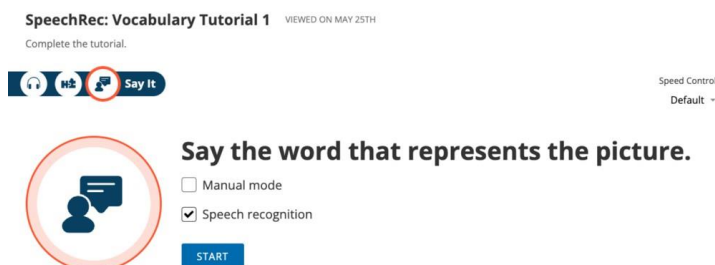 SpeechRec: Vocabulary Tutorial 1 VIEWED ON MAY 25TH
Complete the tutorial.
Say It
Speed Control
Default
Say the word that represents the picture.
Manual mode
Speech recognition
START